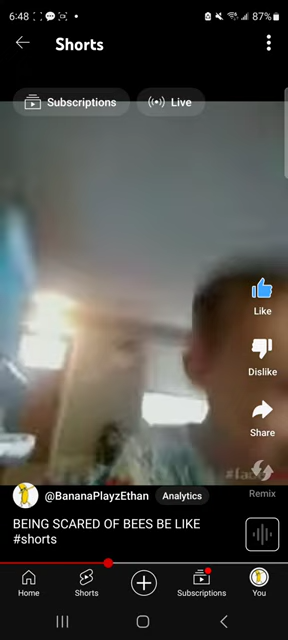 6:48
87%
Shorts
Subscriptions
Live
Like
Dislike
Share
@BananaPlayzEthan
Analytics
Remix
BEING SCARED OF BEES BE LIKE
#shorts
Home
Shorts
Subscriptions
You